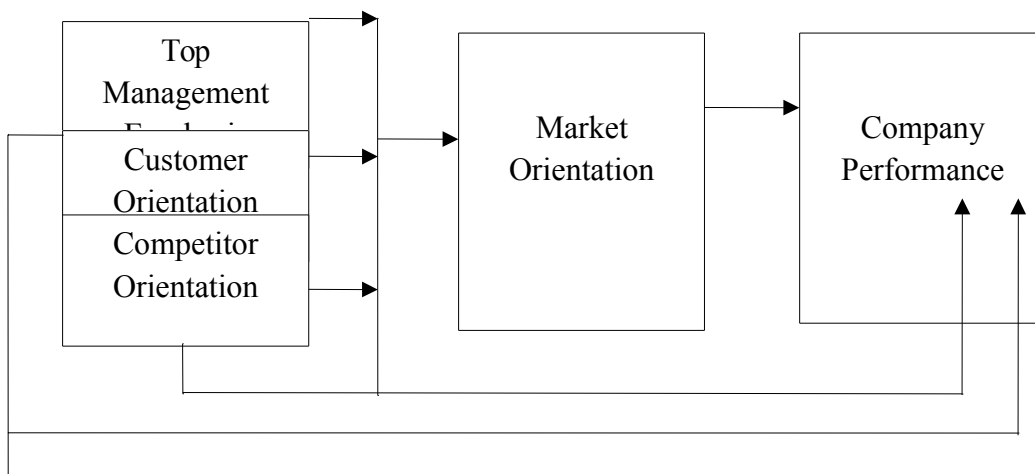 Top
Management
Customer
Orientation
Competitor
Orientation
Market
Orientation
Company
Performance